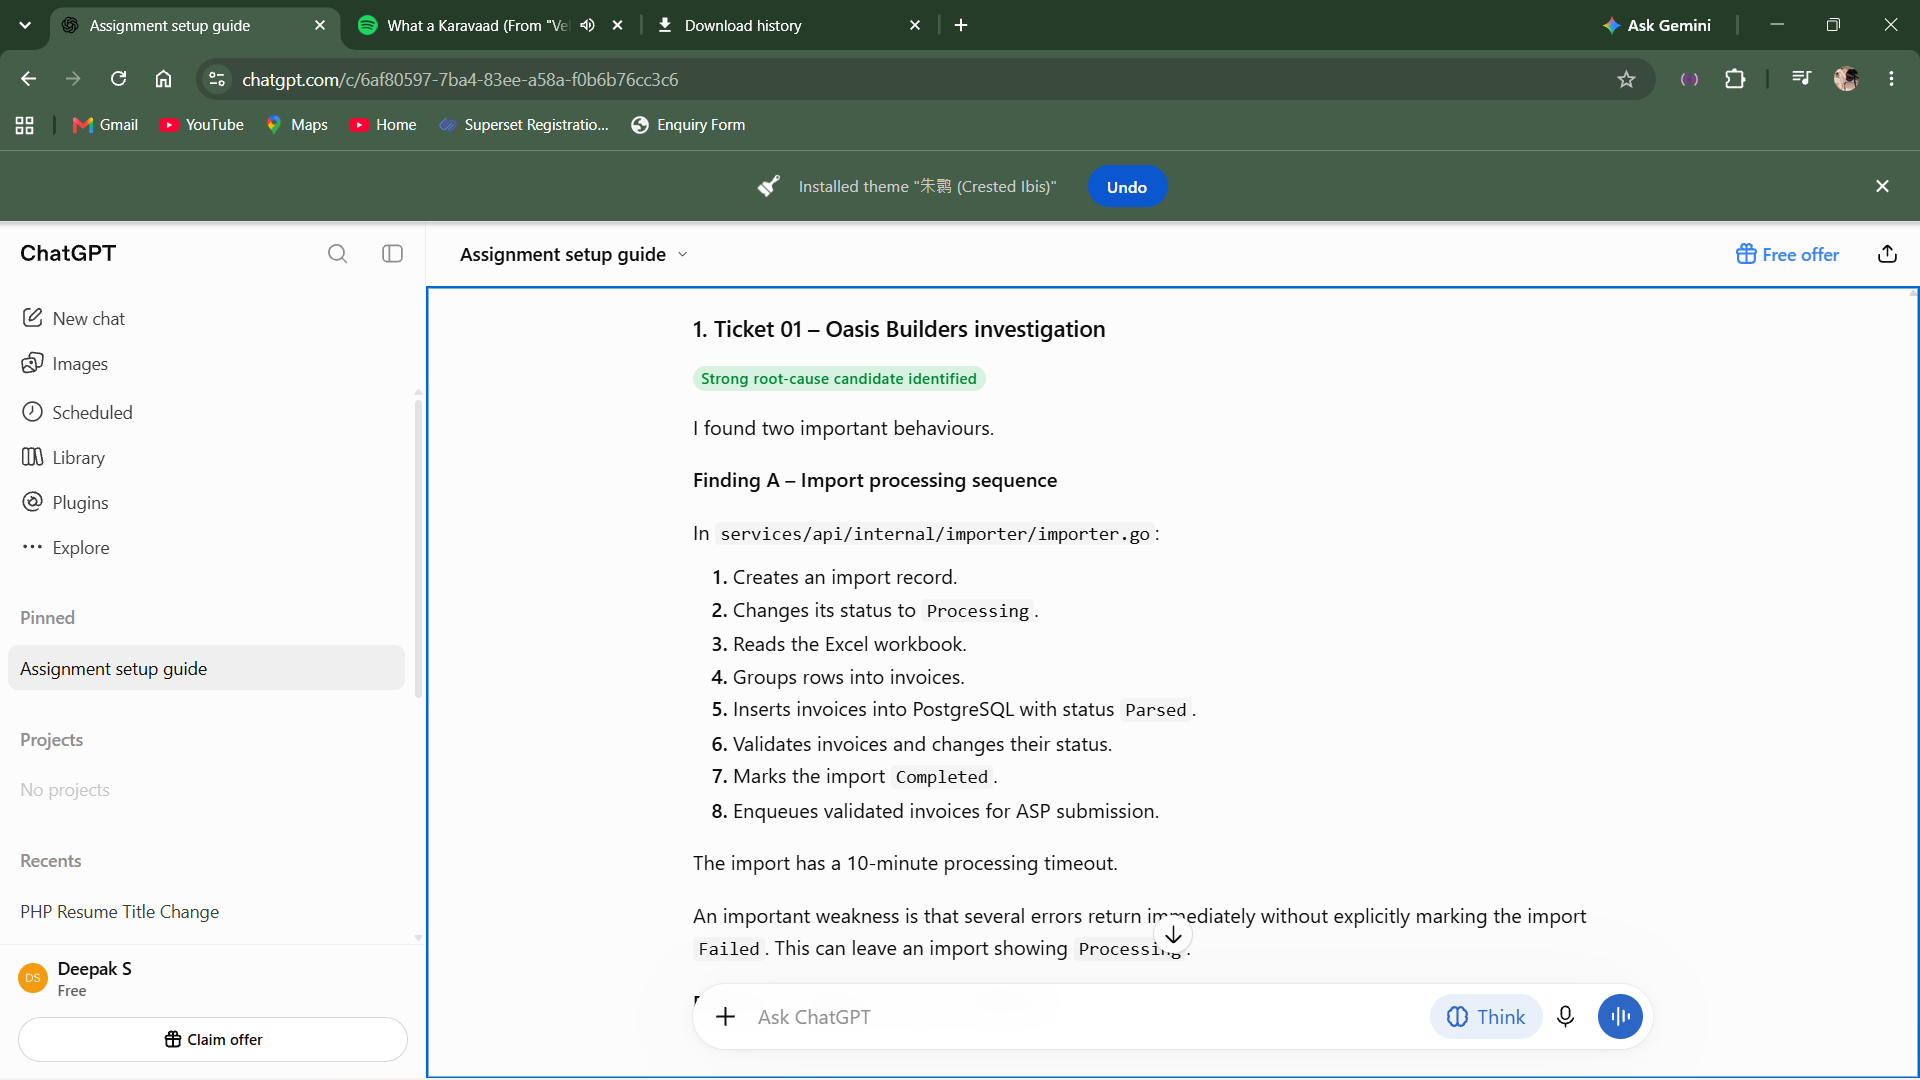 Assignment setup guide
What a Karavaad (From "Vel
Download history
Ask Gemini
chatgpt.com/c/6af80597-7ba4-83ee-a58a-f0b6b76cc3c6
Gmail
YouTube
Maps
Home
Superset Registratio...
Enquiry Form
Installed theme "朱鹮 (Crested Ibis)"
Undo
ChatGPT
New chat
Images
Scheduled
Library
Plugins
Explore
Pinned
Assignment setup guide
Projects
No projects
Recents
PHP Resume Title Change
DS
Deepak S
Free
Claim offer
Assignment setup guide
Free offer
1. Ticket 01 – Oasis Builders investigation
Strong root-cause candidate identified
I found two important behaviours.
Finding A – Import processing sequence
In services/api/internal/importer/importer.go:
1. Creates an import record.
2. Changes its status to Processing.
3. Reads the Excel workbook.
4. Groups rows into invoices.
5. Inserts invoices into PostgreSQL with status Parsed.
6. Validates invoices and changes their status.
7. Marks the import Completed.
8. Enqueues validated invoices for ASP submission.
The import has a 10-minute processing timeout.
An important weakness is that several errors return immediately without explicitly marking the import
Failed. This can leave an import showing Processing.
Ask ChatGPT
Think